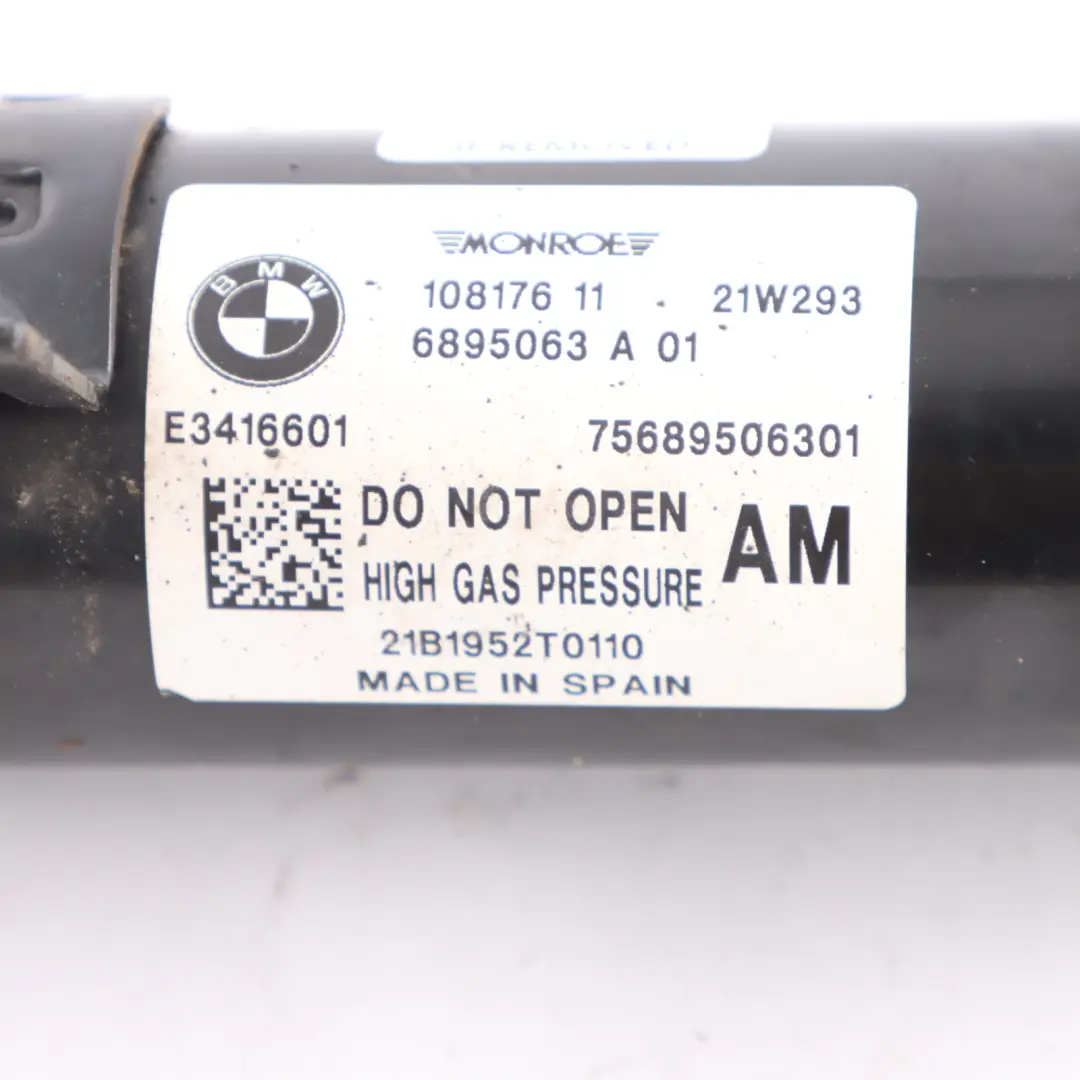 REMOVED
MONROE
BMW
108176 11 . 21W293
6895063 A 01
E3416601 75689506301
DO NOT OPEN
AM
HIGH GAS PRESSURE
21B1952T0110
MADE IN SPAIN